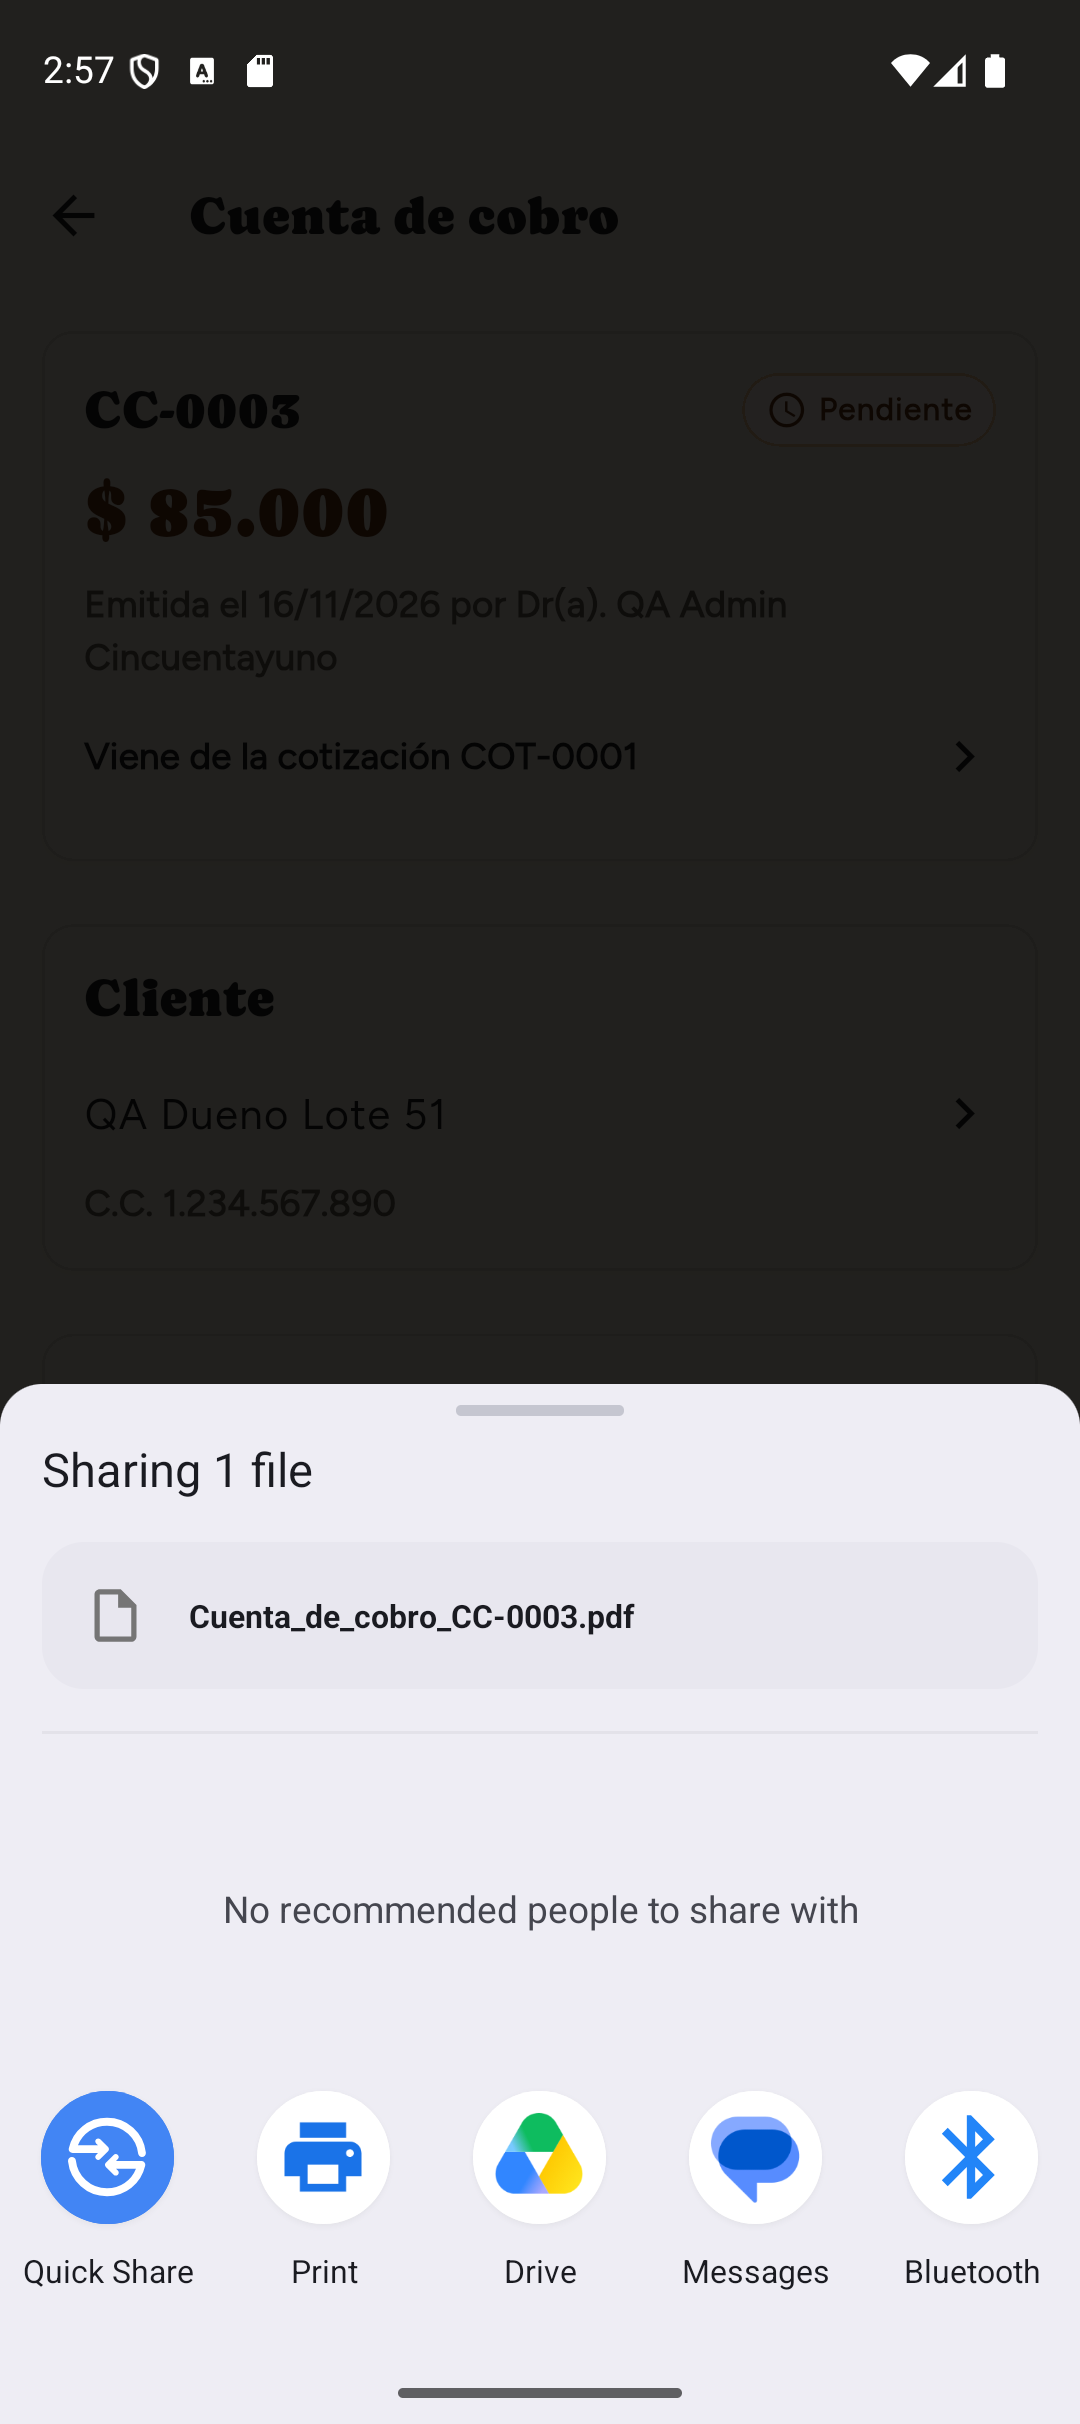 2:57
Cuenta de cobro
CC-0003
Pendiente
$ 85.000
Emitida el 16/11/2026 por Dr(a). QA Admin
Cincuentayuno
Viene de la cotización COT-0001
Cliente
QA Dueno Lote 51
C.C. 1.234.567.890
Sharing 1 file
Cuenta_de_cobro_CC-0003.pdf
No recommended people to share with
Quick Share
Print
Drive
Messages
Bluetooth